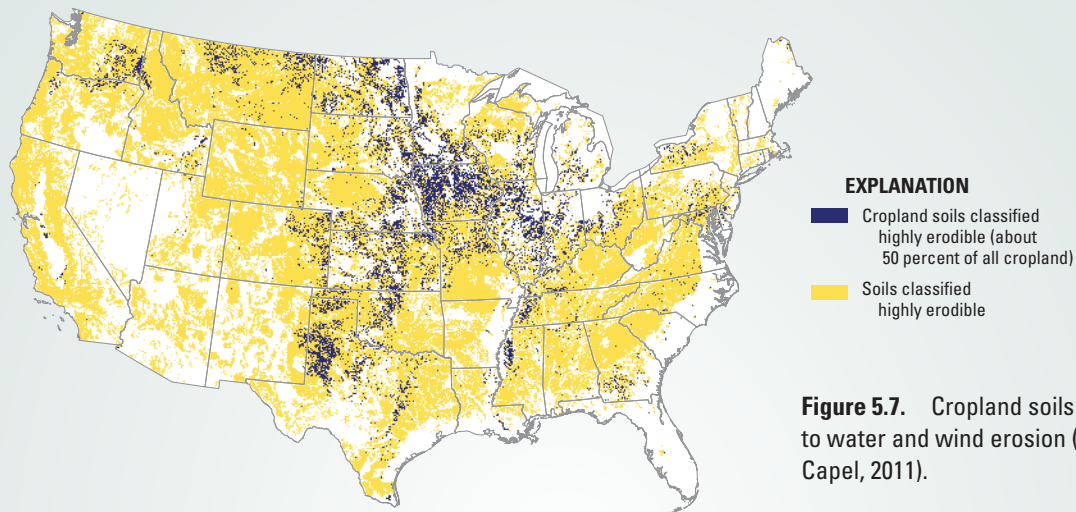 EXPLANATION
Cropland soils classified
highly erodible (about
50 percent of all cropland)
Soils classified
highly erodible
Figure 5.7. Cropland soils
to water and wind erosion (
Capel, 2011).